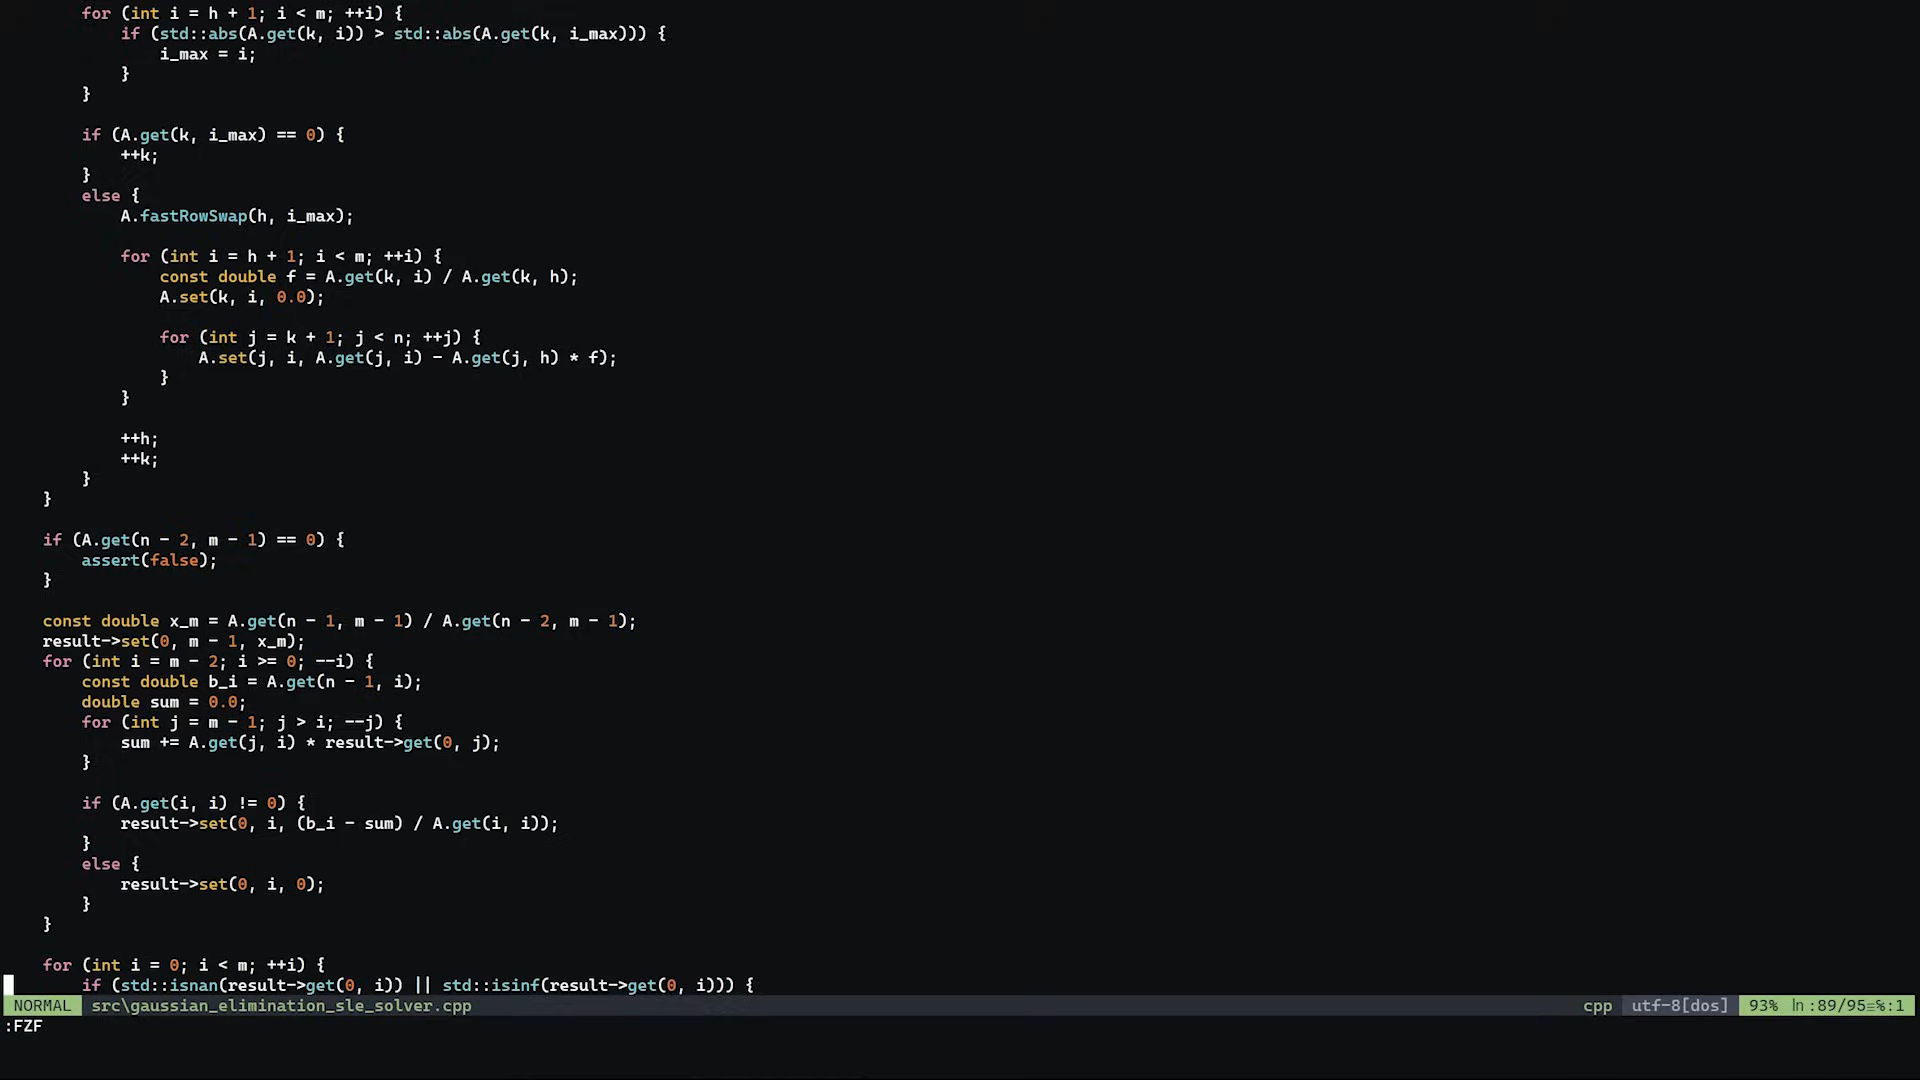 for (int i = h + 1; i < m; ++i) {
if (std::abs(A.get(k, i)) > std::abs(A.get(k, i_max))) {
i_max = i;
}
}
if (A.get(k, i_max) == 0) {
++k;
}
else {
A.fastRowSwap(h, i_max);
for (int i = h + 1; i < m; ++i) {
const double f = A.get(k, i) / A.get(k, h);
A.set(k, i, 0.0);
for (int j = k + 1; j < n; ++j) {
A.set(j, i, A.get(j, i) - A.get(j, h) * f);
}
}
++h;
++k;
}
}
if (A.get(n - 2, m - 1) == 0) {
assert(false);
}
const double x_m = A.get(n - 1, m - 1) / A.get(n - 2, m - 1);
result->set(0, m - 1, x_m);
for (int i = m - 2; i >= 0; --i) {
const double b_i = A.get(n - 1, i);
double sum = 0.0;
for (int j = m - 1; j > i; --j) {
sum += A.get(j, i) * result->get(0, j);
}
if (A.get(i, i) != 0) {
result->set(0, i, (b_i - sum) / A.get(i, i));
}
else {
result->set(0, i, 0);
}
}
for (int i = 0; i < m; ++i) {
if (std::isnan(result->get(0, i)) || std::isinf(result->get(0, i))) {
NORMAL src\gaussian_elimination_sle_solver.cpp cpp utf-8[dos] 93% ln :89/95≡%:1
:FZF